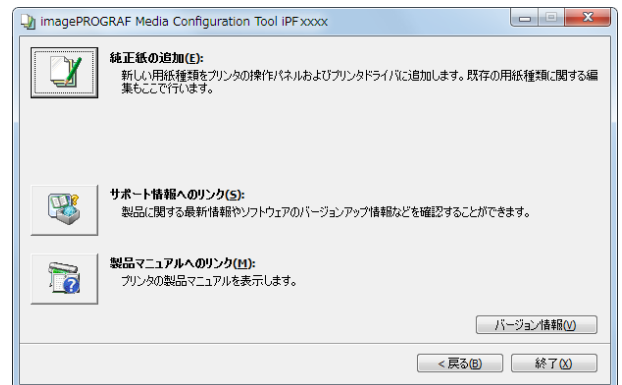 imagePROGRAF Media Configuration Tool iPFxxxx
純正紙の追加(E):
新しい用紙種類をプリンタの操作パネルおよびプリンタドライバに追加します。既存の用紙種類に関する編
集もここで行います。
サポート情報へのリンク(S):
製品に関する最新情報やソフトウェアのバージョンアップ情報などを確認することができます。
製品マニュアルへのリンク(M):
プリンタの製品マニュアルを表示します。
バージョン情報(V)
< 戻る(B)
終了(X)